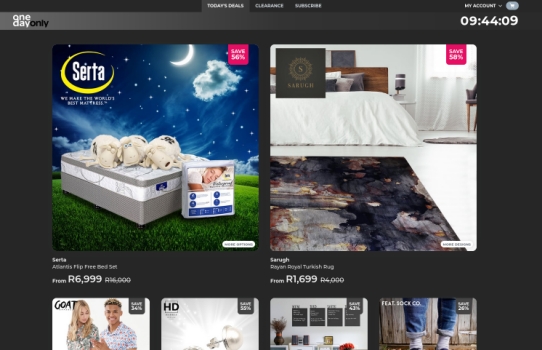 TODAY'S DEALS CLEARANCE SUBSCRIBE MY ACCOUNT
one
dayonly
09:44:09
SAVE
56%
Serta
WE MAKE THE WORLD'S
BEST MATTRESS.™
MORE OPTIONS
SAVE
58%
S
SARUGH
MORE OPTIONS
Serta
Atlantis Flip Free Bed Set
From R6,999 R16,000
Sarugh
Rayan Royal Turkish Rug
From R1,699 R4,000
GOAT
SAVE
34%
HD
SAVE
55%
SAVE
43%
FEAT. SOCK CO.
SAVE
26%